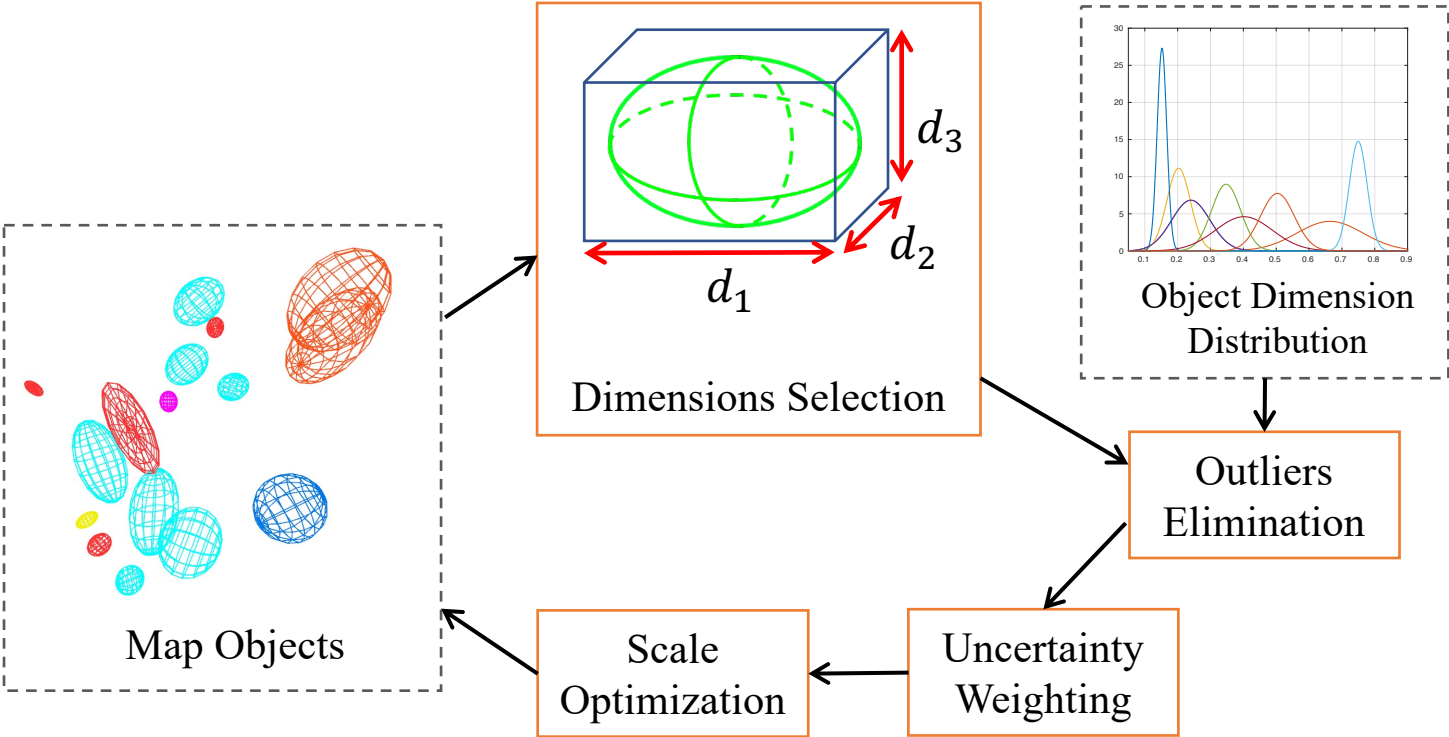 d₁
d₂
d₃
Dimensions Selection
30
25
20
15
10
5
0
0.1 0.2 0.3 0.4 0.5 0.6 0.7 0.8 0.9
Object Dimension
Distribution
Map Objects
Outliers
Elimination
Uncertainty
Weighting
Scale
Optimization